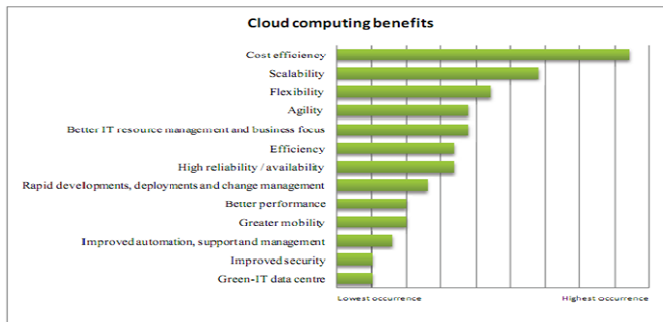 Cloud computing benefits
Cost efficiency
Scalability
Flexibility
Agility
Better IT resource management and business focus
Efficiency
High reliability / availability
Rapid developments, deployments and change management
Better performance
Greater mobility
Improved automation, support and management
Improved security
Green-IT data centre
Lowest occurrence Highest occurrence